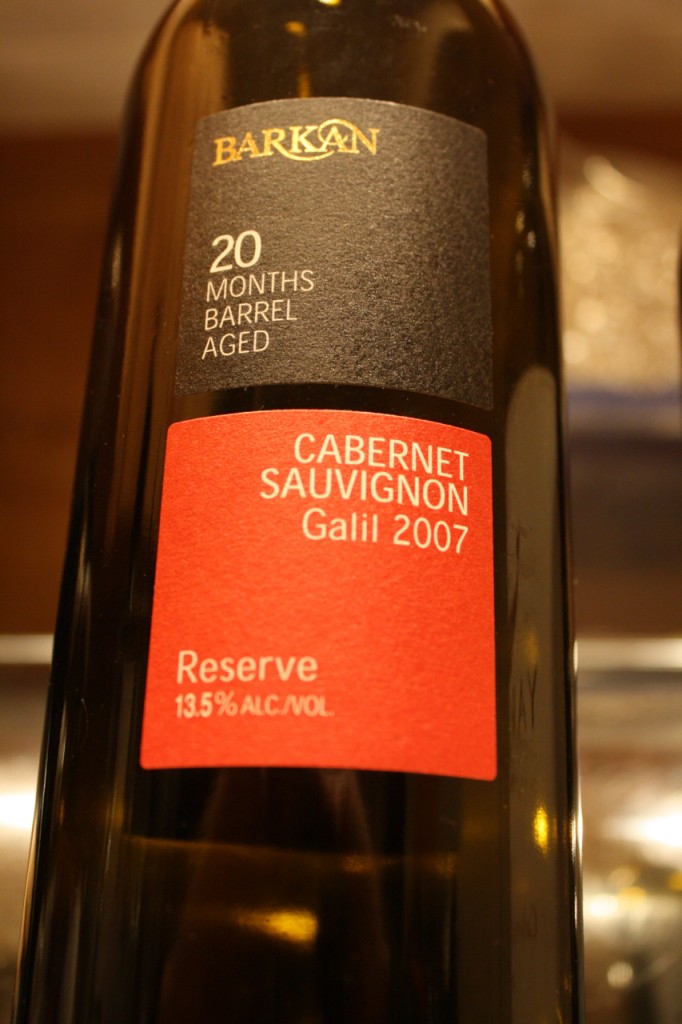 BARKAN
20
MONTHS
BARREL
AGED
CABERNET
SAUVIGNON
Galil 2007
Reserve
13.5% ALC./VOL.